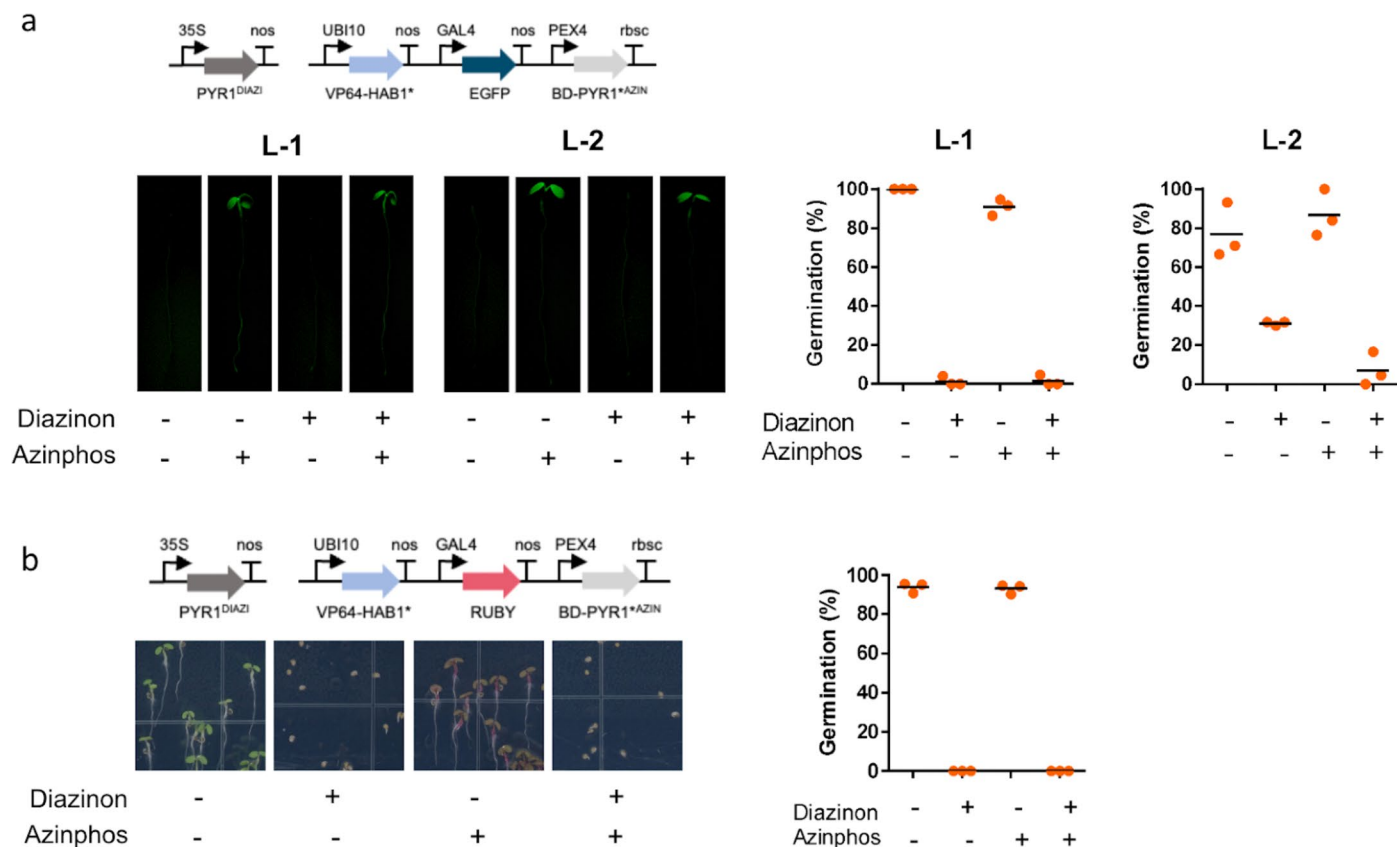 a
35S nos UBI10 nos GAL4 nos PEX4 rbsc
PYR1DIAZI VP64-HAB1* EGFP BD-PYR1*AZIN
L-1 L-2
Diazinon - - + + - - + +
Azinphos - + - + - + - +
L-1
Germination (%)
100
80
60
40
20
0
Diazinon - + - +
Azinphos - - + +
L-2
Germination (%)
100
80
60
40
20
0
Diazinon - + - +
Azinphos - - + +
b
35S nos UBI10 nos GAL4 nos PEX4 rbsc
PYR1DIAZI VP64-HAB1* RUBY BD-PYR1*AZIN
Diazinon - + - +
Azinphos - - + +
Germination (%)
100
80
60
40
20
0
Diazinon - + - +
Azinphos - - + +